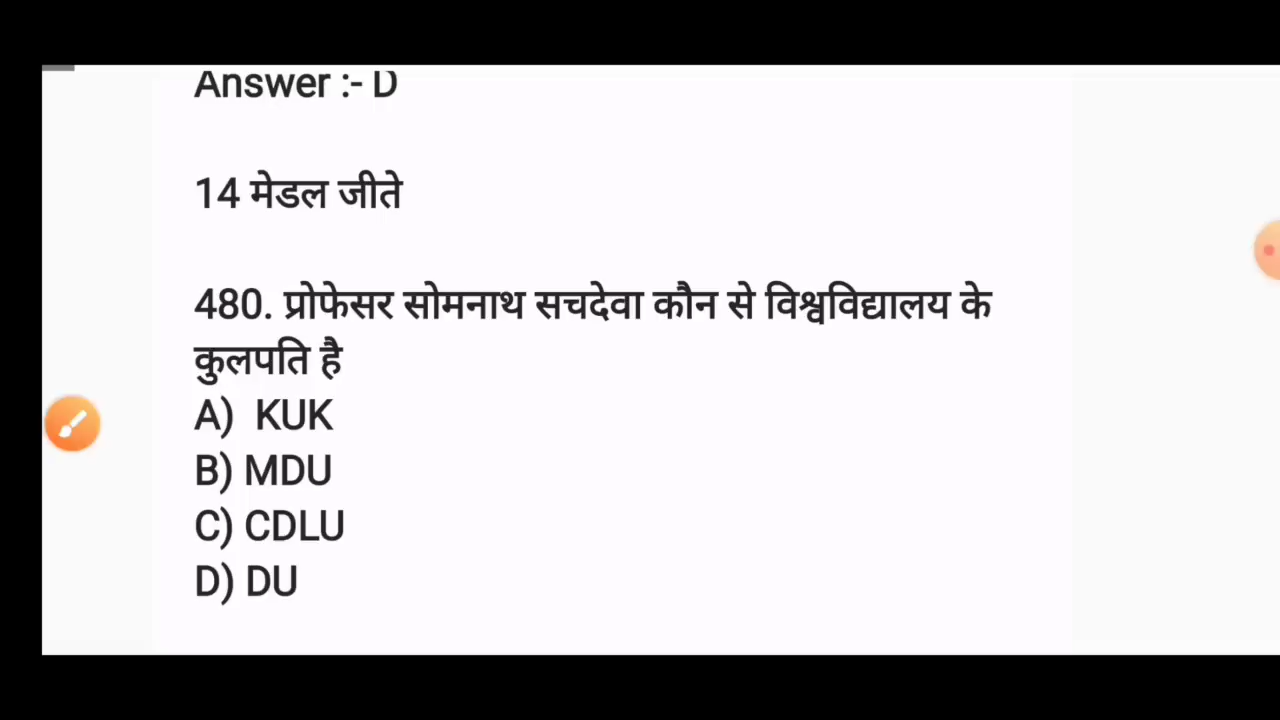 Answer :- D
14 मेडल जीते
480. प्रोफेसर सोमनाथ सचदेवा कौन से विश्वविद्यालय के
कुलपति है
A) KUK
B) MDU
C) CDLU
D) DU